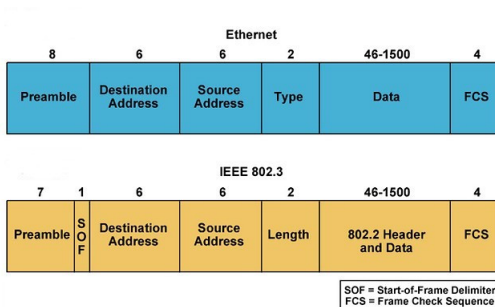 Ethernet
8 6 6 2 46-1500 4
Preamble Destination Address Source Address Type Data FCS
IEEE 802.3
7 1 6 6 2 46-1500 4
Preamble SOF Destination Address Source Address Length 802.2 Header and Data FCS
SOF = Start-of-Frame Delimiter
FCS = Frame Check Sequence